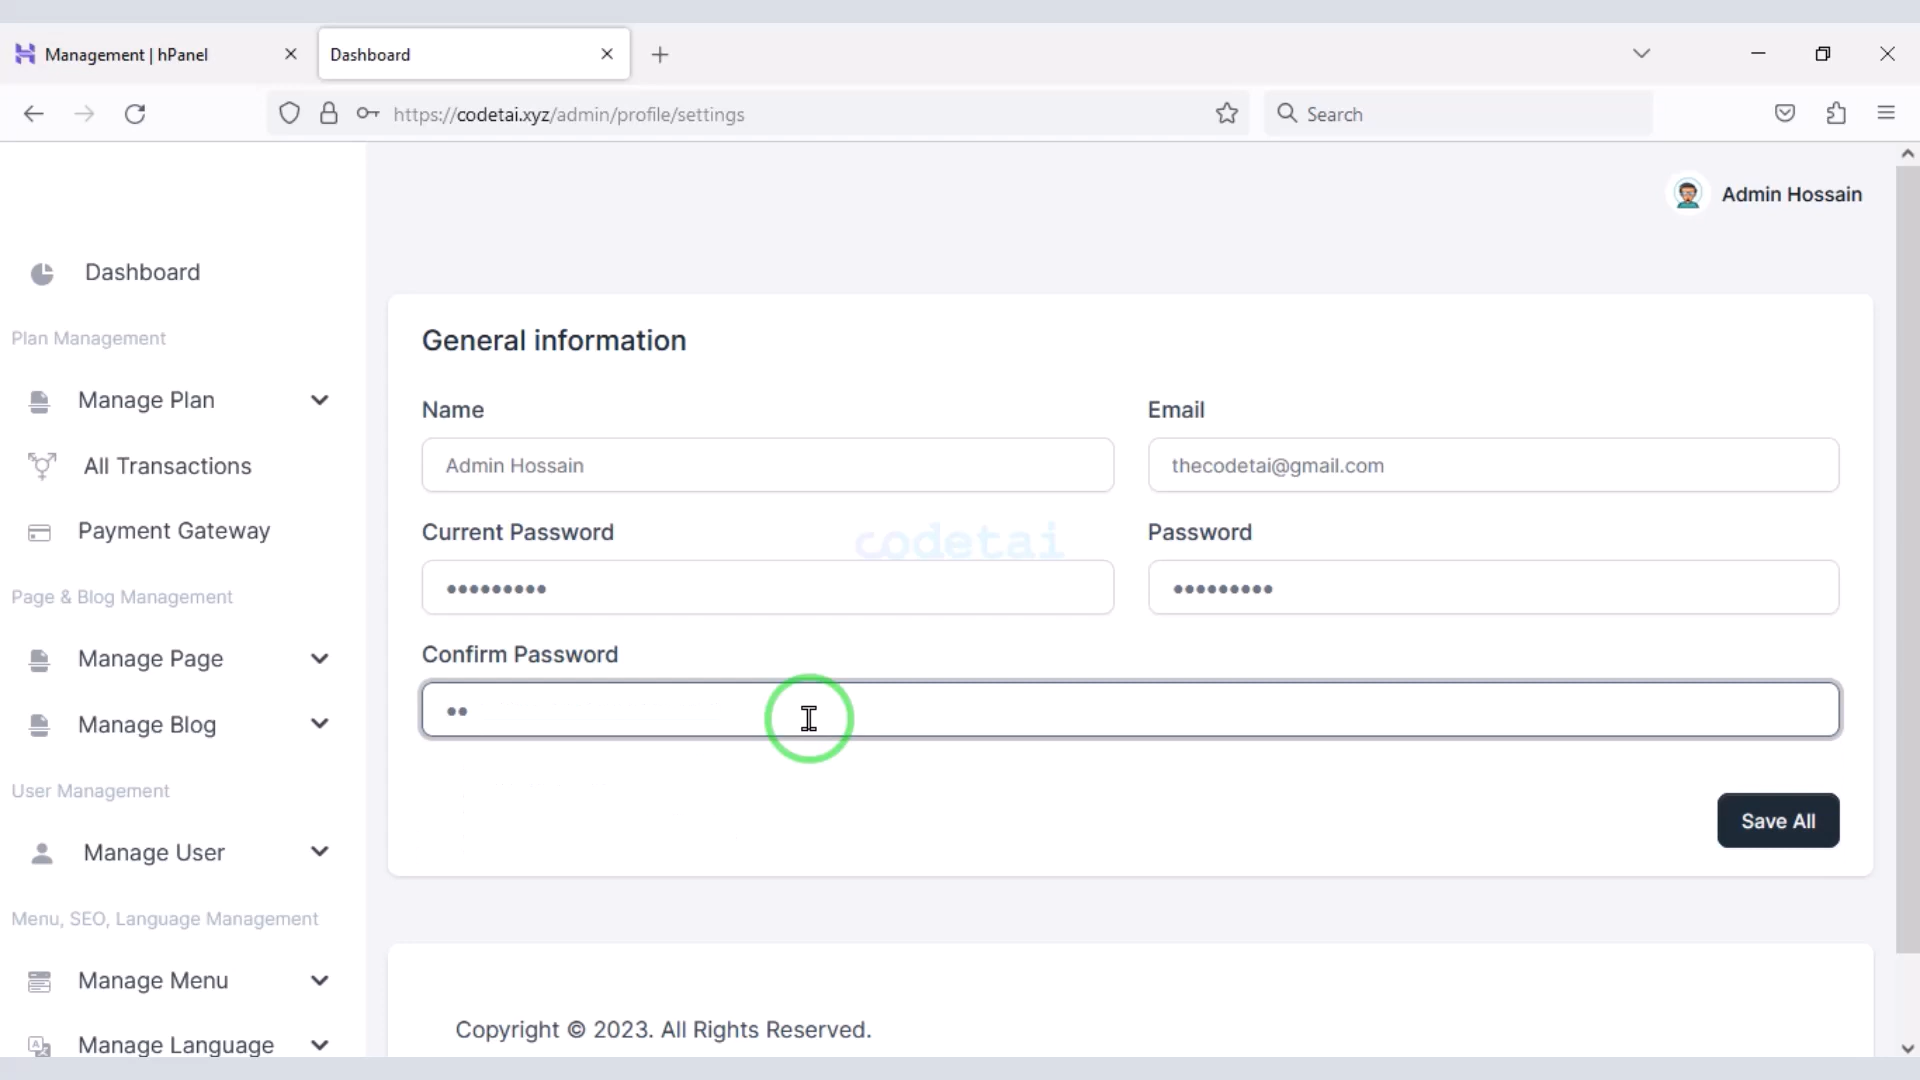 Management | hPanel
Dashboard
https://codetai.xyz/admin/profile/settings
Search
Admin Hossain
Dashboard
Plan Management
Manage Plan
All Transactions
Payment Gateway
Page & Blog Management
Manage Page
Manage Blog
User Management
Manage User
Menu, SEO, Language Management
Manage Menu
Manage Language
General information
Name
Email
Admin Hossain
thecodetai@gmail.com
Current Password
codetai
Password
•••••••••
•••••••••
Confirm Password
••
Save All
Copyright © 2023. All Rights Reserved.